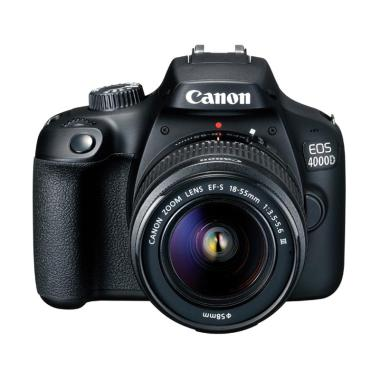 Canon
EOS
4000D
CANON ZOOM LENS EF-S 18-55mm 1:3.5-5.6 III
Φ58mm